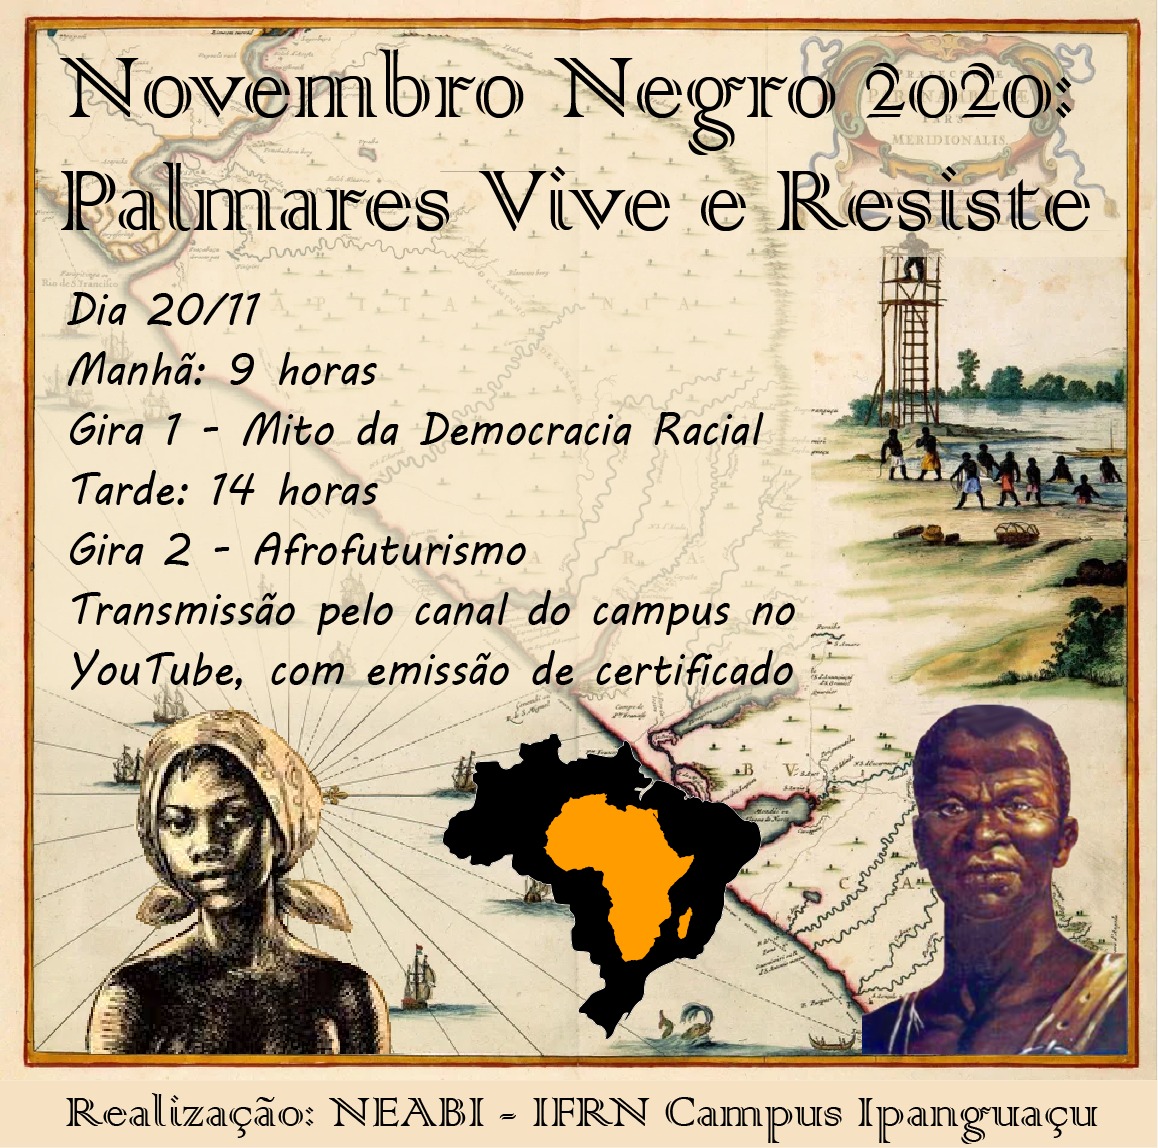 Novembro Negro 2020:
Palmares Vive e Resiste
Dia 20/11
Manhã: 9 horas
Gira 1 - Mito da Democracia Racial
Tarde: 14 horas
Gira 2 - Afrofuturismo
Transmissão pelo canal do campus no
YouTube, com emissão de certificado
MERIDIONALIS.
Realização: NEABI - IFRN Campus Ipanguaçu